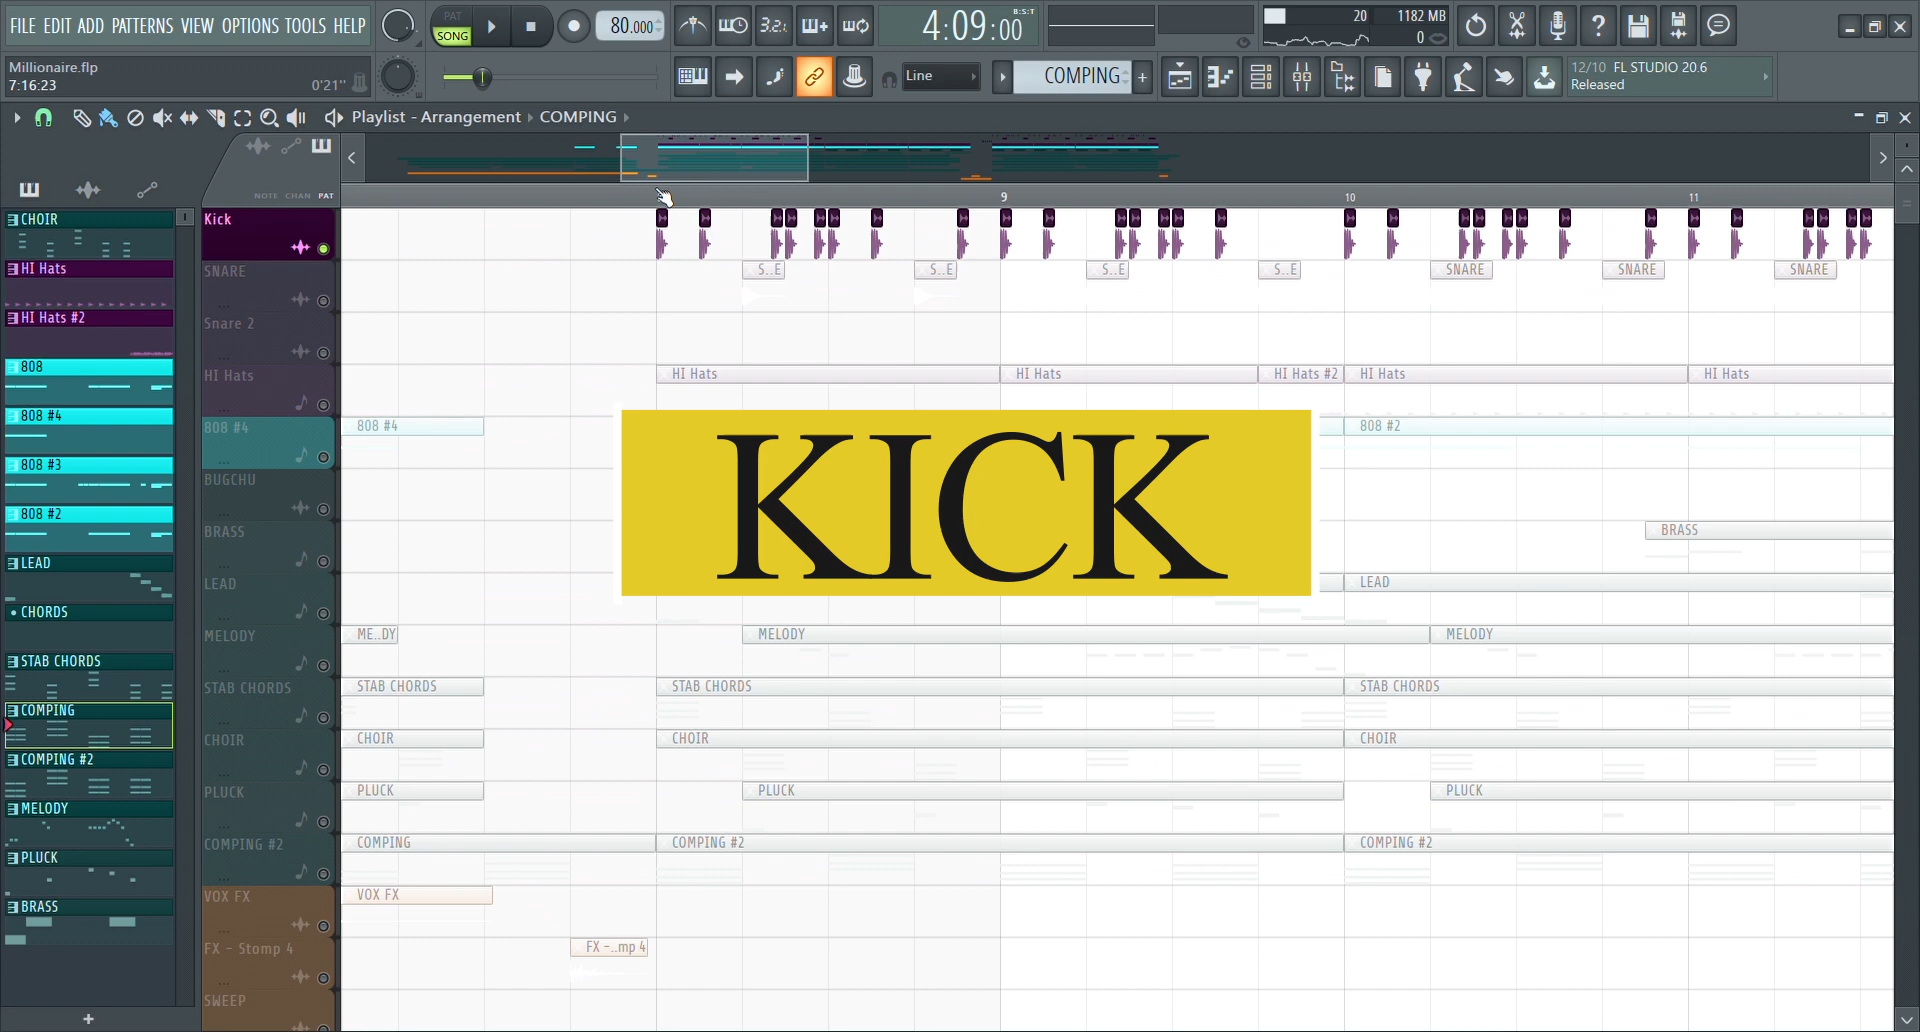 FILE EDIT ADD PATTERNS VIEW OPTIONS TOOLS HELP
PAT
SONG
80.000
3.2.1
4:09:00
B:S:T
20
1182 MB
0
Millionaire.flp
7:16:23
0'21"
Line
COMPING
12/10 FL STUDIO 20.6
Released
Playlist - Arrangement COMPING
NOTE CHAN PAT
9
10
11
CHOIR
HI Hats
HI Hats #2
808
808 #4
808 #3
808 #2
LEAD
CHORDS
STAB CHORDS
COMPING
COMPING #2
MELODY
PLUCK
BRASS
Kick
SNARE
S..E
S..E
S..E
S..E
SNARE
SNARE
SNARE
Snare 2
HI Hats
HI Hats
HI Hats
HI Hats #2
HI Hats
HI Hats
808 #4
808 #4
808 #2
KICK
BUGCHU
BRASS
BRASS
LEAD
LEAD
MELODY
ME..DY
MELODY
MELODY
STAB CHORDS
STAB CHORDS
STAB CHORDS
STAB CHORDS
CHOIR
CHOIR
CHOIR
CHOIR
PLUCK
PLUCK
PLUCK
PLUCK
COMPING #2
COMPING
COMPING #2
COMPING #2
VOX FX
VOX FX
FX - Stomp 4
FX -..mp 4
SWEEP